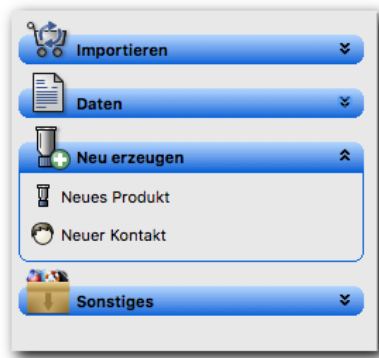 Importieren
Daten
Neu erzeugen
Neues Produkt
Neuer Kontakt
Sonstiges